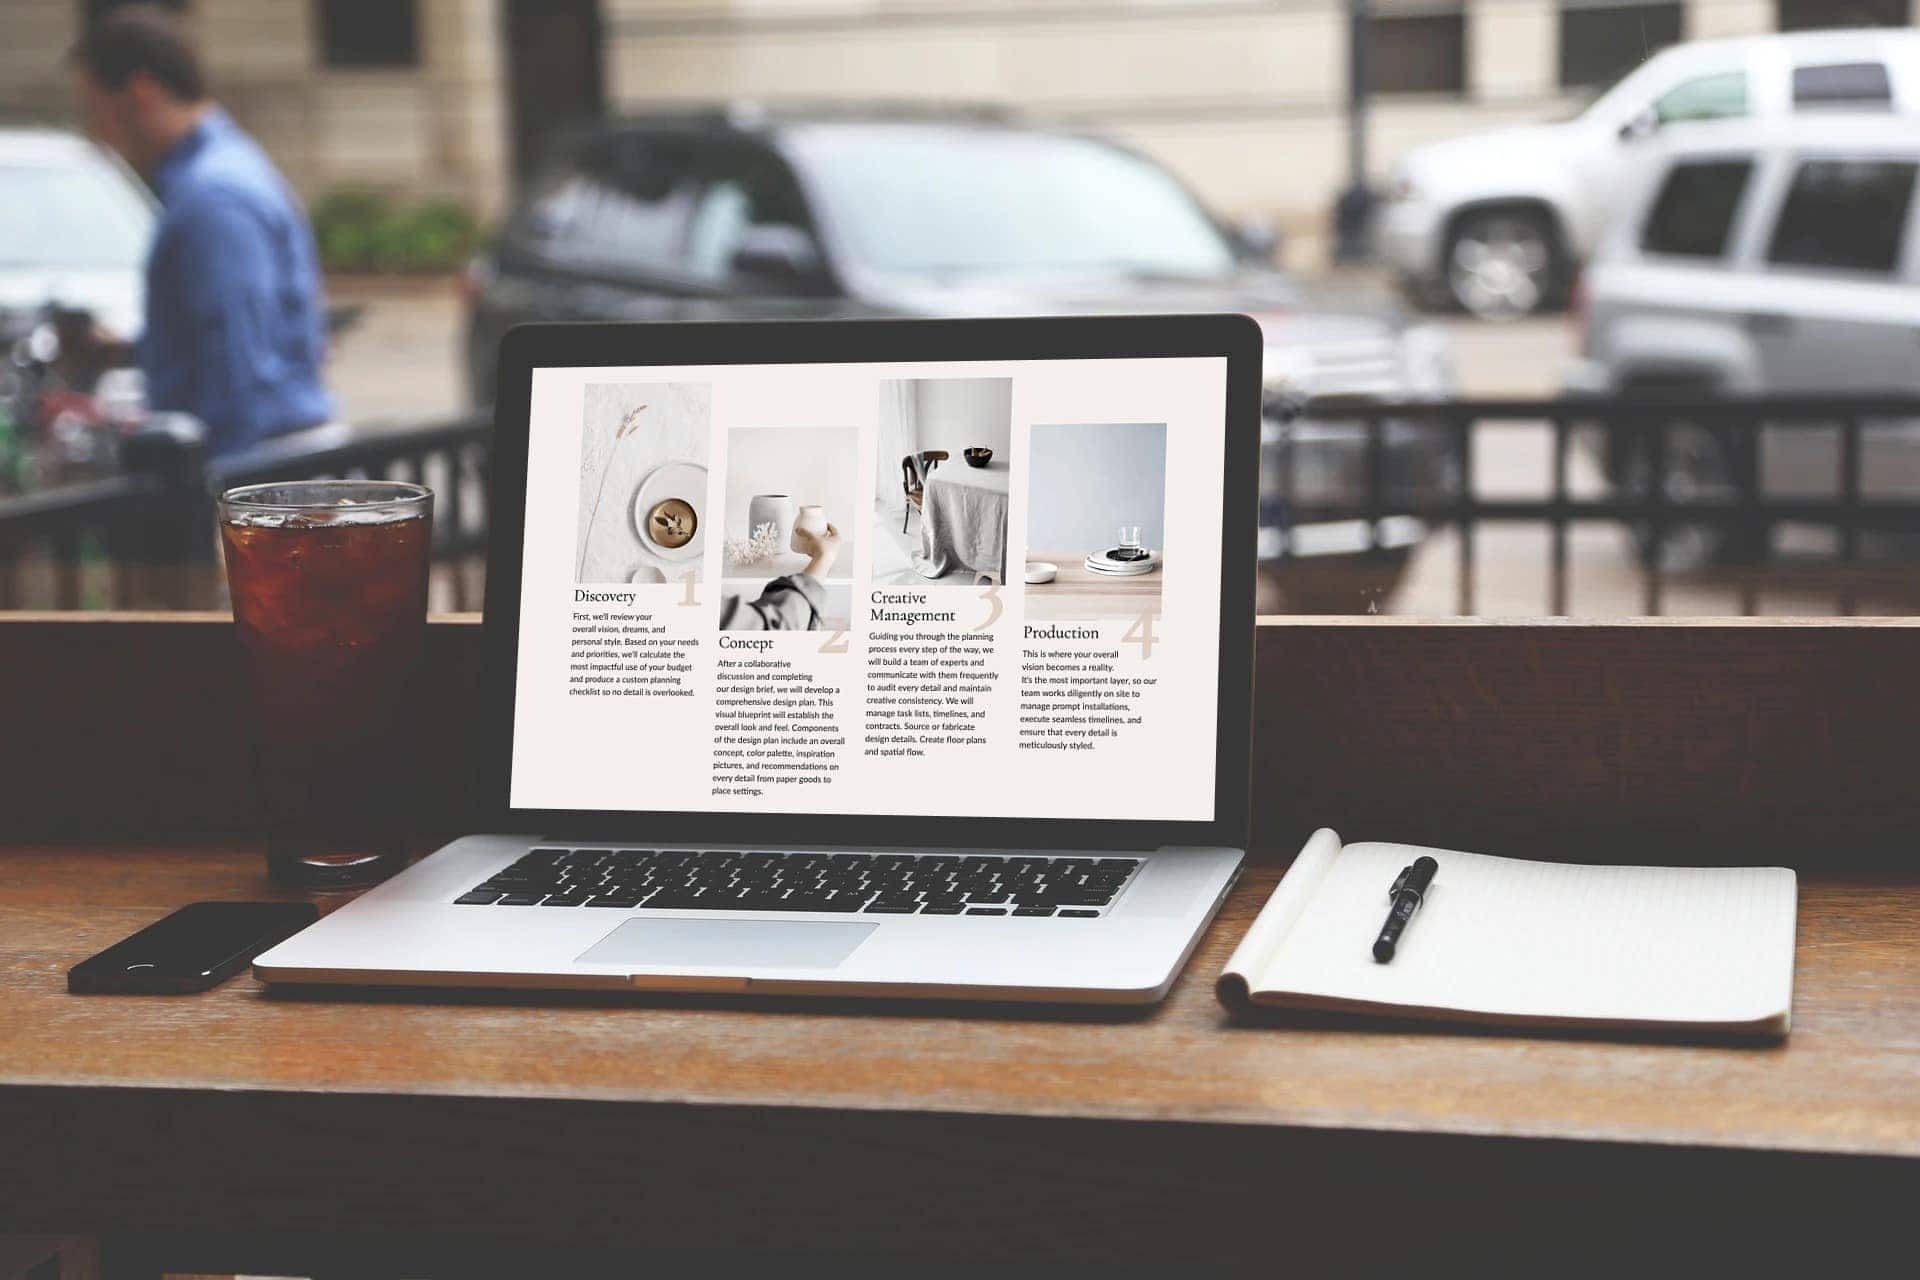 1
Discovery
First, we'll review your
overall vision, dreams, and
personal style. Based on your needs
and priorities, we'll calculate the
most impactful use of your budget
and produce a custom planning
checklist so no detail is overlooked.
2
Concept
After a collaborative
discussion and completing
our design brief, we will develop a
comprehensive design plan. This
visual blueprint will establish the
overall look and feel. Components
of the design plan include an overall
concept, color palette, inspiration
pictures, and recommendations on
every detail from paper goods to
place settings.
3
Creative
Management
Guiding you through the planning
process every step of the way, we
will build a team of experts and
communicate with them frequently
to audit every detail and maintain
creative consistency. We will
manage task lists, timelines, and
contracts. Source or fabricate
design details. Create floor plans
and spatial flow.
4
Production
This is where your overall
vision becomes a reality.
It's the most important layer, so our
team works diligently on site to
manage prompt installations,
execute seamless timelines, and
ensure that every detail is
meticulously styled.